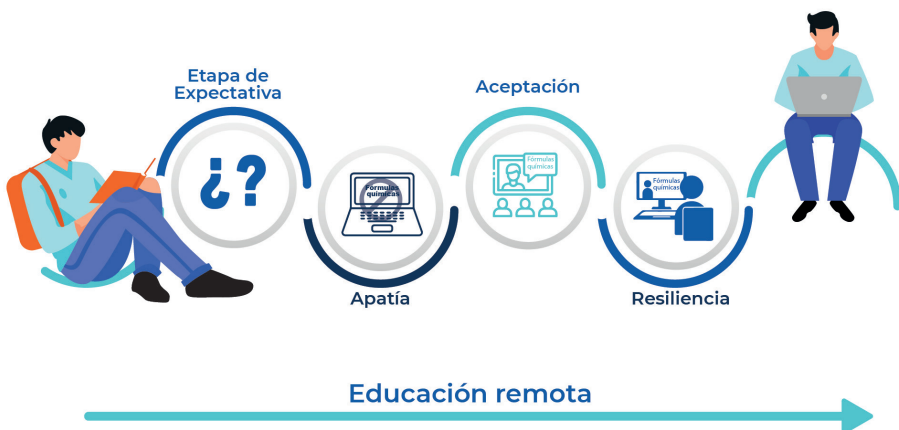 Etapa de
Expectativa
¿?
Fórmulas
químicas
Apatía
Aceptación
Fórmulas
químicas
Fórmulas
químicas
Resiliencia
Educación remota